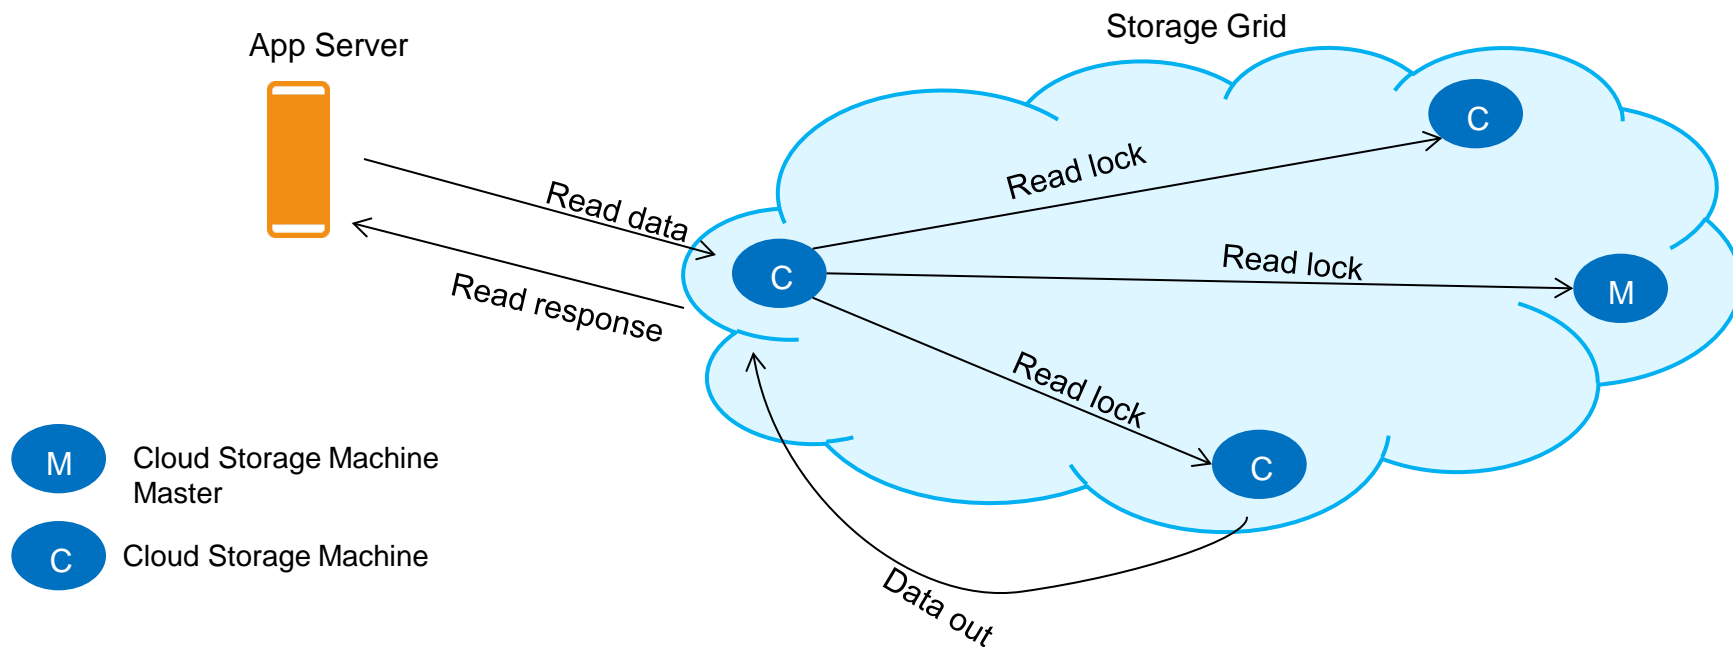 Storage Grid
App Server
C
Read lock
Read data
Read lock
C
M
Read response
Read lock
C
M
Cloud Storage Machine
Master
C
Cloud Storage Machine
Data out